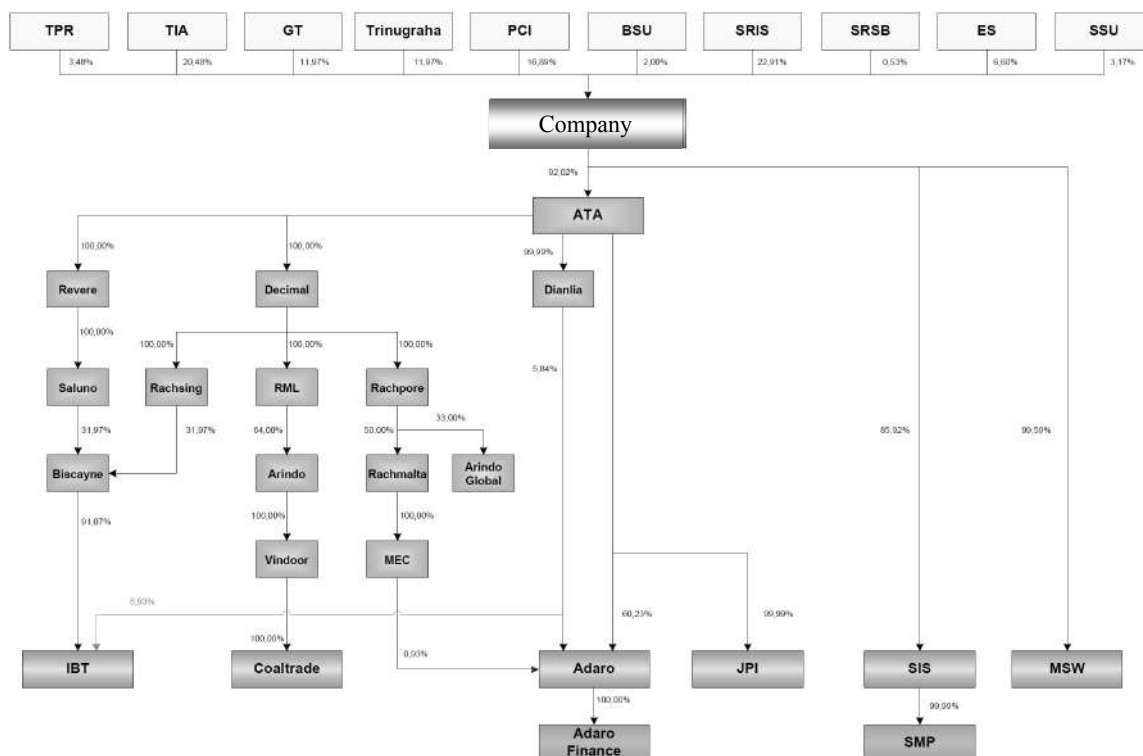 TPR
TIA
GT
Trinugraha
PCI
BSU
SRIS
SRSB
ES
SSU
3,48%
20,48%
11,97%
11,97%
16,89%
2,00%
22,91%
0,53%
6,60%
3,17%
Company
92,02%
ATA
100,00%
100,00%
99,99%
Revere
Decimal
Dianlia
100,00%
100,00%
100,00%
100,00%
5,84%
Saluno
Rachsing
RML
Rachpore
33,00%
31,97%
31,97%
64,00%
50,00%
85,92%
99,59%
Biscayne
Arindo
Rachmalta
Arindo
Global
91,07%
100,00%
100,00%
Vindoor
MEC
6,93%
60,23%
99,99%
100,00%
0,93%
IBT
Coaltrade
Adaro
JPI
SIS
MSW
100,00%
99,99%
Adaro
Finance
SMP